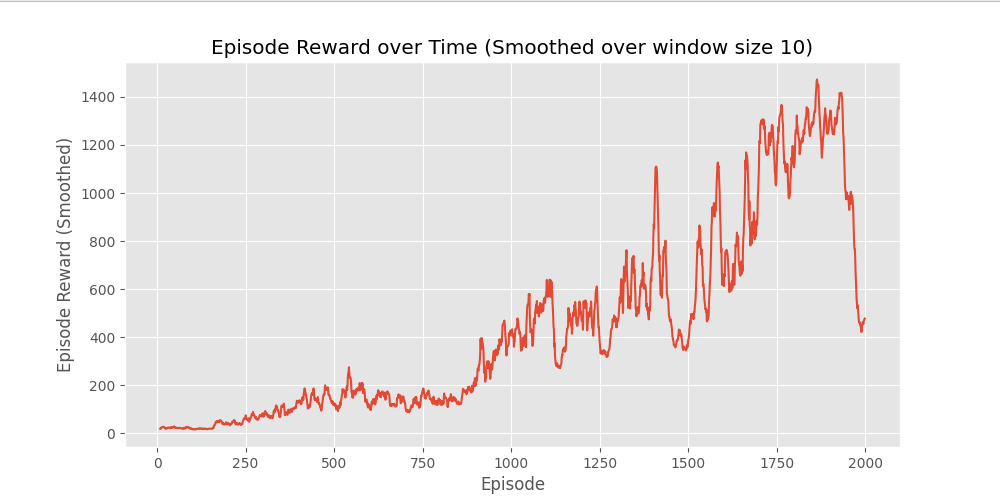 Episode Reward over Time (Smoothed over window size 10)
1400
1200
1000
800
600
400
200
0
Episode Reward (Smoothed)
0 250 500 750 1000 1250 1500 1750 2000
Episode